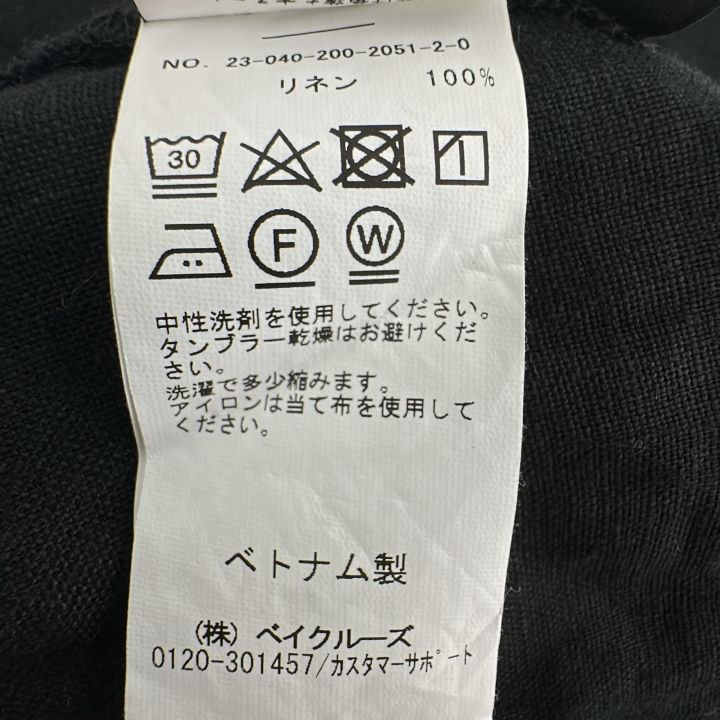 NO. 23-040-200-2051-2-0
リネン 100%
30
F W
中性洗剤を使用してください。
タンブラー乾燥はお避けくだ
さい。
洗濯で多少縮みます。
アイロンは当て布を使用して
ください。
ベトナム製
(株) ベイクルーズ
0120-301457/カスタマーサポート